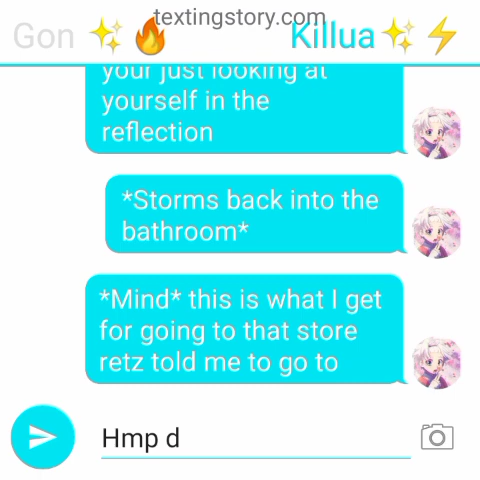 textingstory.com
Gon ✨🔥 Killua✨⚡
your just looking at
yourself in the
reflection
*Storms back into the
bathroom*
*Mind* this is what I get
for going to that store
retz told me to go to
Hmp d